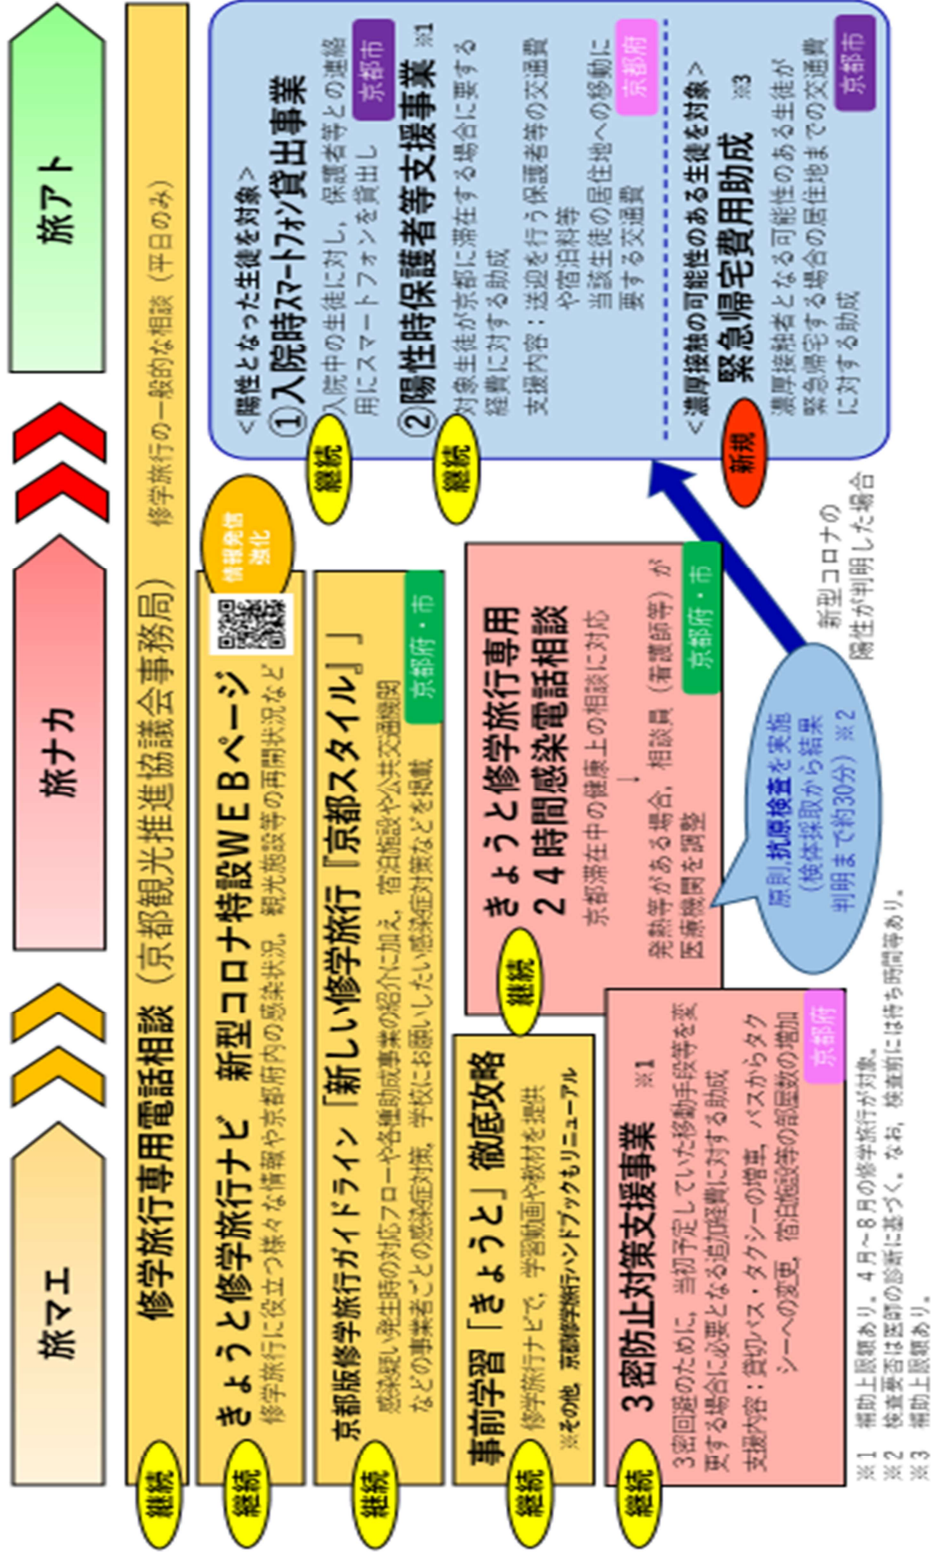 旅マエ
旅ナカ
旅アト
継続
修学旅行専用電話相談（京都観光推進協議会事務局）　修学旅行の一般的な相談（平日のみ）
継続
きょうと修学旅行ナビ　新型コロナ特設WEBページ
修学旅行に役立つ様々な情報や京都府内の感染状況、観光施設等の再開状況など
情報発信
強化
継続
京都版修学旅行ガイドライン「新しい修学旅行『京都スタイル』」
感染疑い発生時の対応フローや各種助成事業の紹介に加え、宿泊施設や公共交通機関
などの事業者ごとの感染症対策、学校にお願いしたい感染症対策などを掲載
京都府・市
継続
事前学習「きょうと」徹底攻略
修学旅行ナビで、学習動画や教材を提供
※その他 京都修学旅行ハンドブックもリニューアル
継続
きょうと修学旅行専用
２４時間感染電話相談
京都滞在中の健康上の相談に対応
↓
発熱等がある場合、相談員（看護師等）が
医療機関を調整
京都府・市
継続
３密防止対策支援事業　※1
3密回避のために、当初予定していた移動手段等を変
更する場合に必要となる追加経費に対する助成
支援内容：貸切バス・タクシーの増車、バスからタク
シーへの変更、宿泊施設等の部屋数の増加
京都府
原則,抗原検査を実施
(検体採取から結果
判明まで約30分) ※2
新型コロナの
陽性が判明した場合
＜陽性となった生徒を対象＞
継続
①入院時スマートフォン貸出事業
入院中の生徒に対し、保護者等との連絡
用にスマートフォンを貸出し
京都市
継続
②陽性時保護者等支援事業 ※1
対象生徒が京都に滞在する場合に要する
経費に対する助成
支援内容：送迎を行う保護者等の交通費
や宿泊料等
当該生徒の居住地への移動に
要する交通費
京都府
＜濃厚接触の可能性のある生徒を対象＞
新規
緊急帰宅費用助成　※3
濃厚接触者となる可能性のある生徒が
緊急帰宅する場合の居住地までの交通費
に対する助成
京都市
※1　補助上限額あり。4月～8月の修学旅行が対象。
※2　検査要否は医師の診断に基づく。なお、検査前には待ち時間等あり。
※3　補助上限額あり。